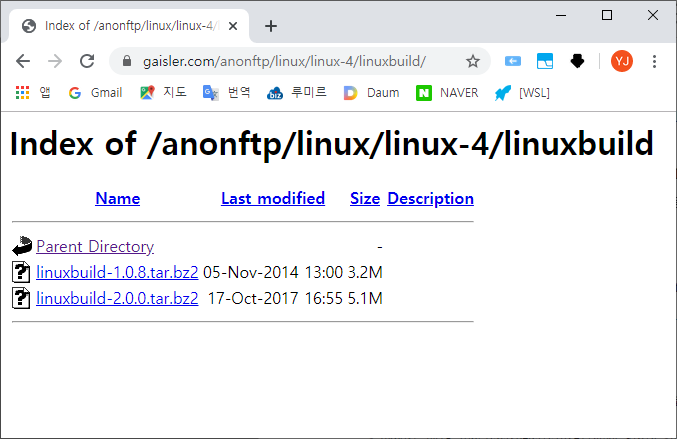 Index of /anonftp/linux/linux-4/
gaisler.com/anonftp/linux/linux-4/linuxbuild/
YJ
앱 Gmail 지도 번역 biz 루미르 Daum NAVER [WSL]
Index of /anonftp/linux/linux-4/linuxbuild
Name Last modified Size Description
Parent Directory -
linuxbuild-1.0.8.tar.bz2 05-Nov-2014 13:00 3.2M
linuxbuild-2.0.0.tar.bz2 17-Oct-2017 16:55 5.1M